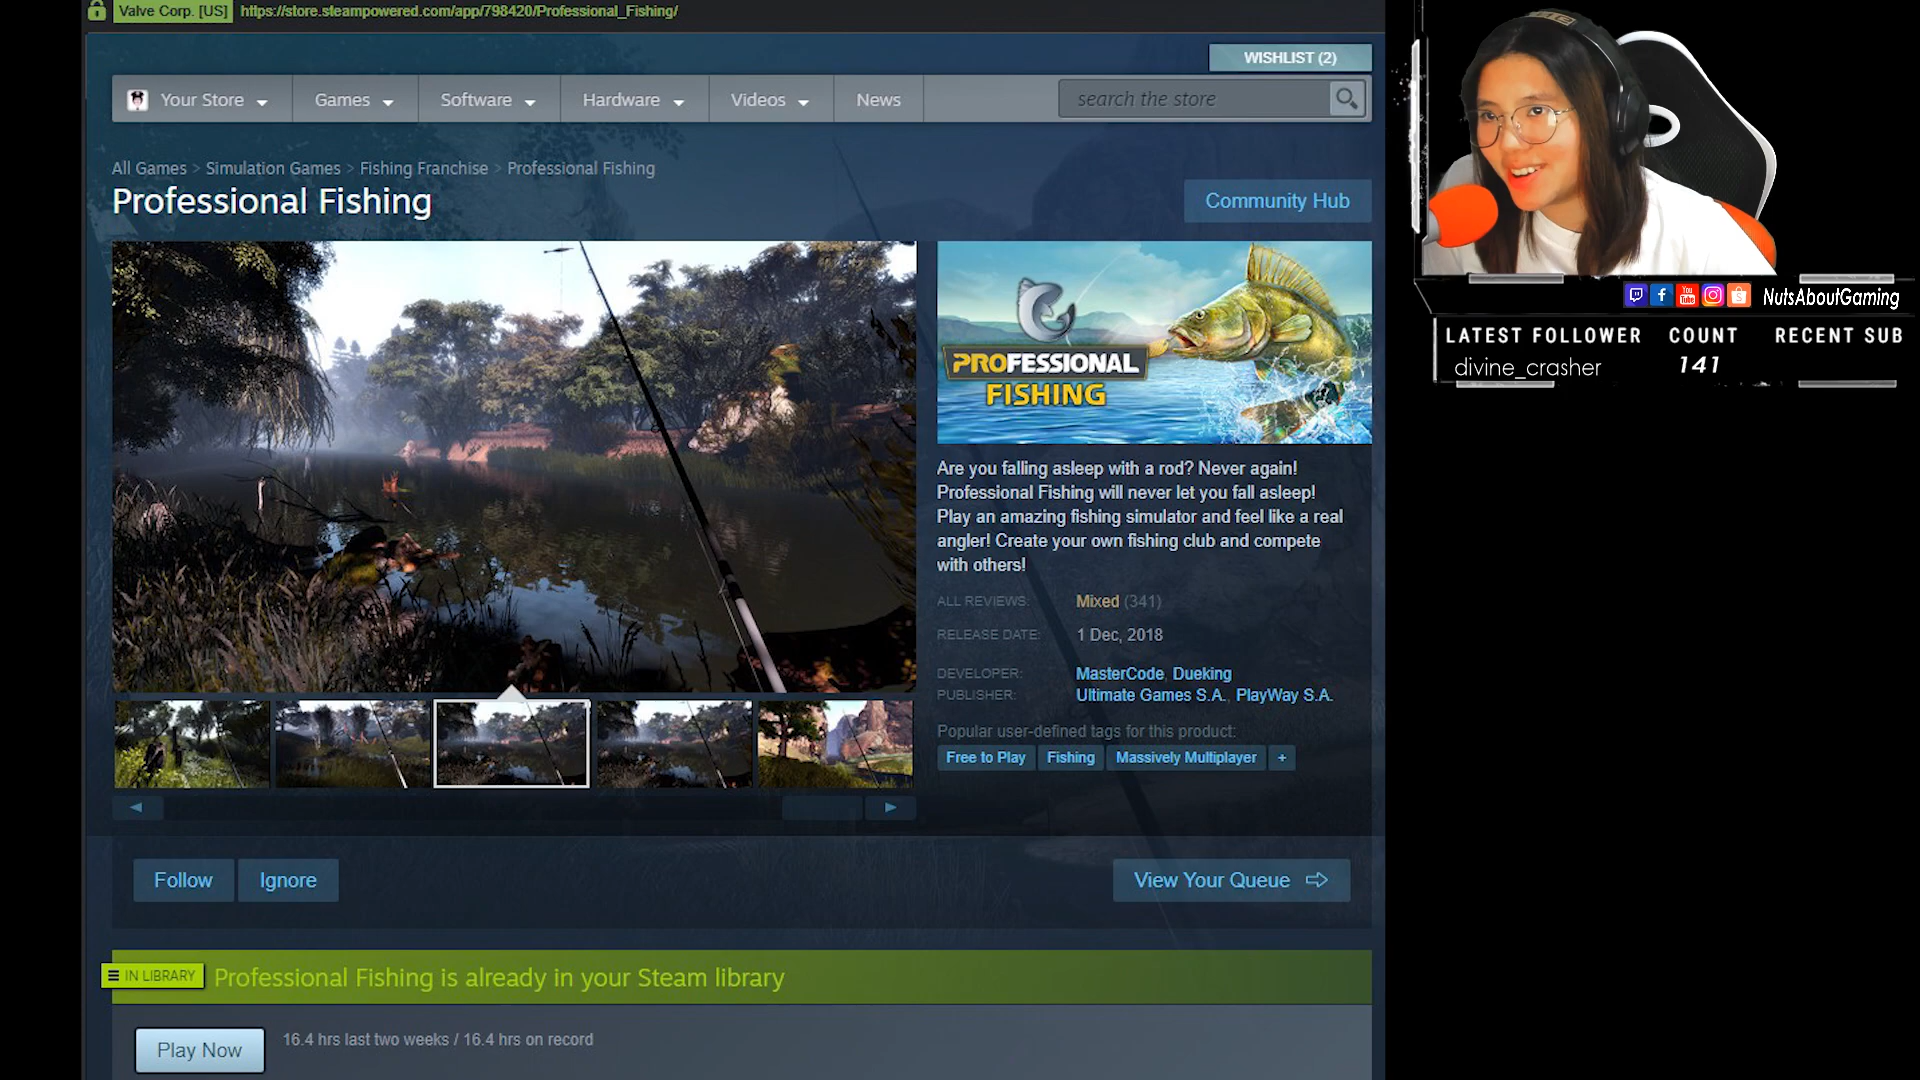 Valve Corp. [US] https://store.steampowered.com/app/798420/Professional_Fishing/
WISHLIST (2)
Your Store Games Software Hardware Videos News search the store
All Games > Simulation Games > Fishing Franchise > Professional Fishing
Professional Fishing
Community Hub
PROFESSIONAL
FISHING
Are you falling asleep with a rod? Never again!
Professional Fishing will never let you fall asleep!
Play an amazing fishing simulator and feel like a real
angler! Create your own fishing club and compete
with others!
ALL REVIEWS: Mixed (341)
RELEASE DATE: 1 Dec, 2018
DEVELOPER: MasterCode, Dueking
PUBLISHER: Ultimate Games S.A., PlayWay S.A.
Popular user-defined tags for this product:
Free to Play Fishing Massively Multiplayer +
Follow Ignore View Your Queue
IN LIBRARY Professional Fishing is already in your Steam library
Play Now 16.4 hrs last two weeks / 16.4 hrs on record
You Tube NutsAboutGaming
LATEST FOLLOWER COUNT RECENT SUB
divine_crasher 141